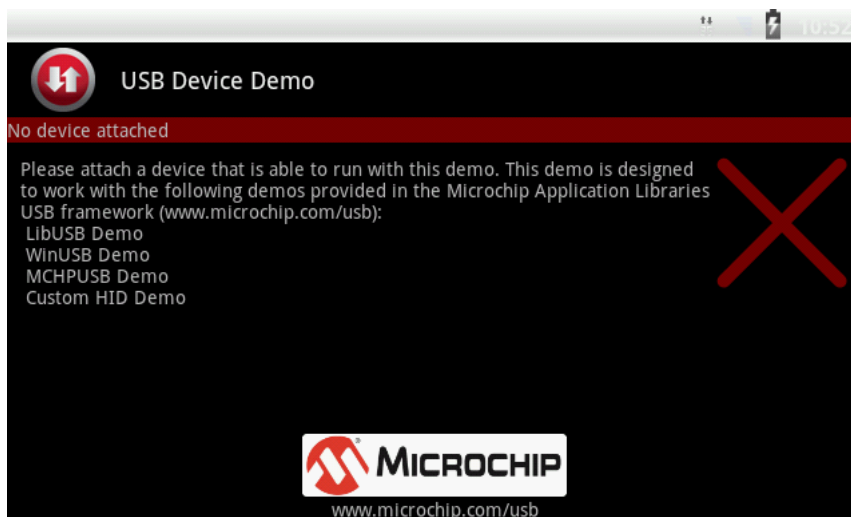 10:52
USB Device Demo
No device attached
Please attach a device that is able to run with this demo. This demo is designed
to work with the following demos provided in the Microchip Application Libraries
USB framework (www.microchip.com/usb):
LibUSB Demo
WinUSB Demo
MCHPUSB Demo
Custom HID Demo
MICROCHIP
www.microchip.com/usb